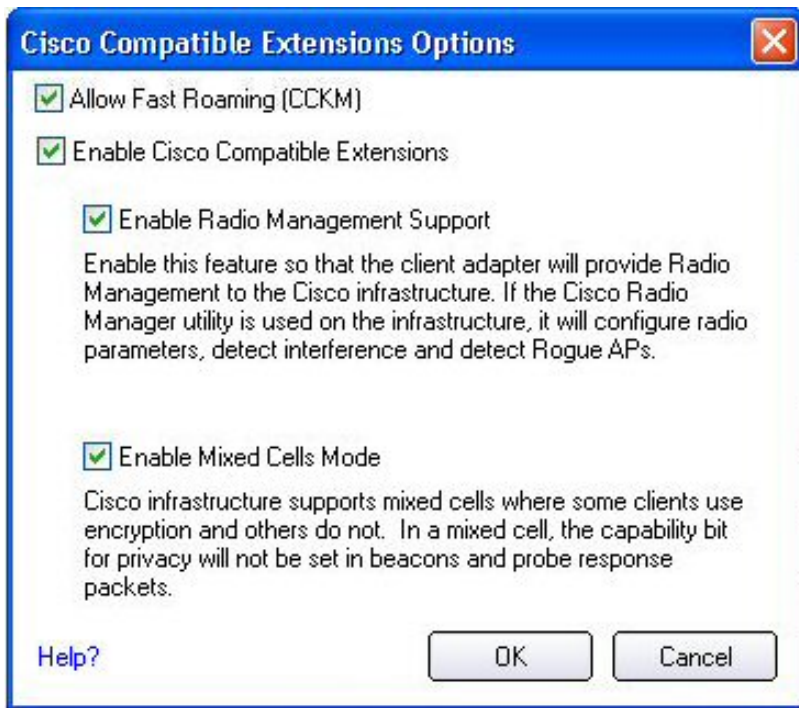 Cisco Compatible Extensions Options
Allow Fast Roaming (CCKM)
Enable Cisco Compatible Extensions
Enable Radio Management Support
Enable this feature so that the client adapter will provide Radio
Management to the Cisco infrastructure. If the Cisco Radio
Manager utility is used on the infrastructure, it will configure radio
parameters, detect interference and detect Rogue APs.
Enable Mixed Cells Mode
Cisco infrastructure supports mixed cells where some clients use
encryption and others do not. In a mixed cell, the capability bit
for privacy will not be set in beacons and probe response
packets.
Help?
OK
Cancel